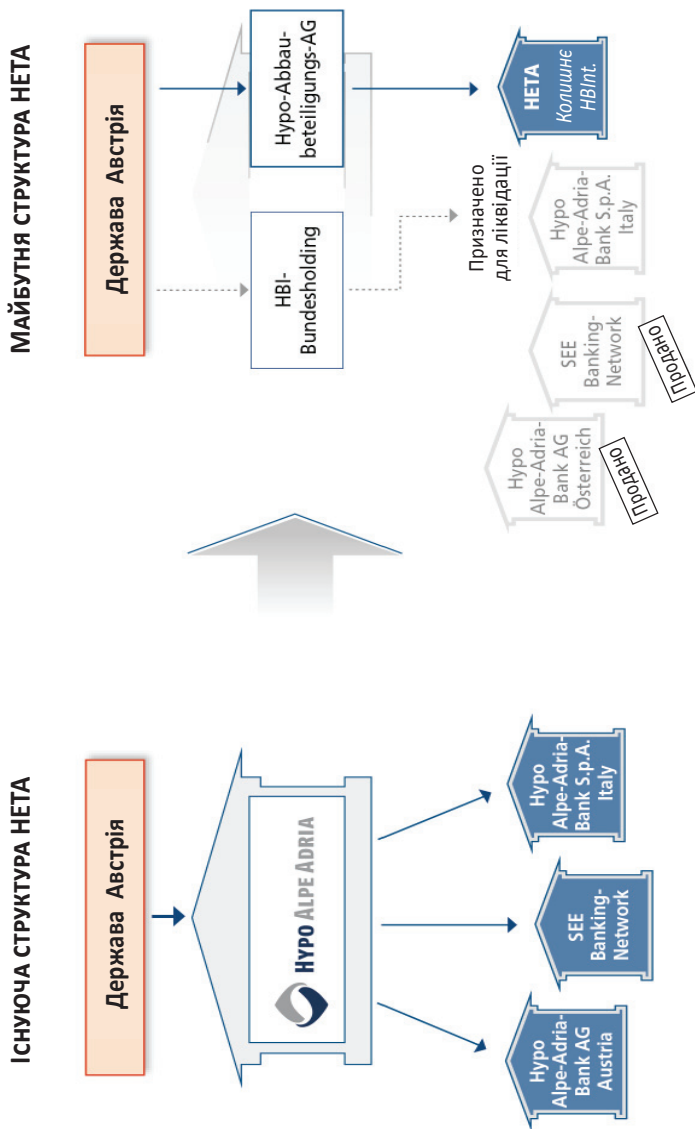 Існуюча структура HETA
Держава Австрія
HYPO ALPE ADRIA
Hypo
Alpe-Adria-
Bank AG
Austria
SEE
Banking-
Network
Hypo
Alpe-Adria-
Bank S.p.A.
Italy
Майбутня структура HETA
Держава Австрія
HBI-
Bundesholding
Hypo-Abbau-
beteiligungs-AG
Призначено
для ліквідації
Hypo
Alpe-Adria-
Bank AG
Österreich
Продано
SEE
Banking-
Network
Продано
Hypo
Alpe-Adria-
Bank S.p.A.
Italy
HETA
Колишнє
HBInt.